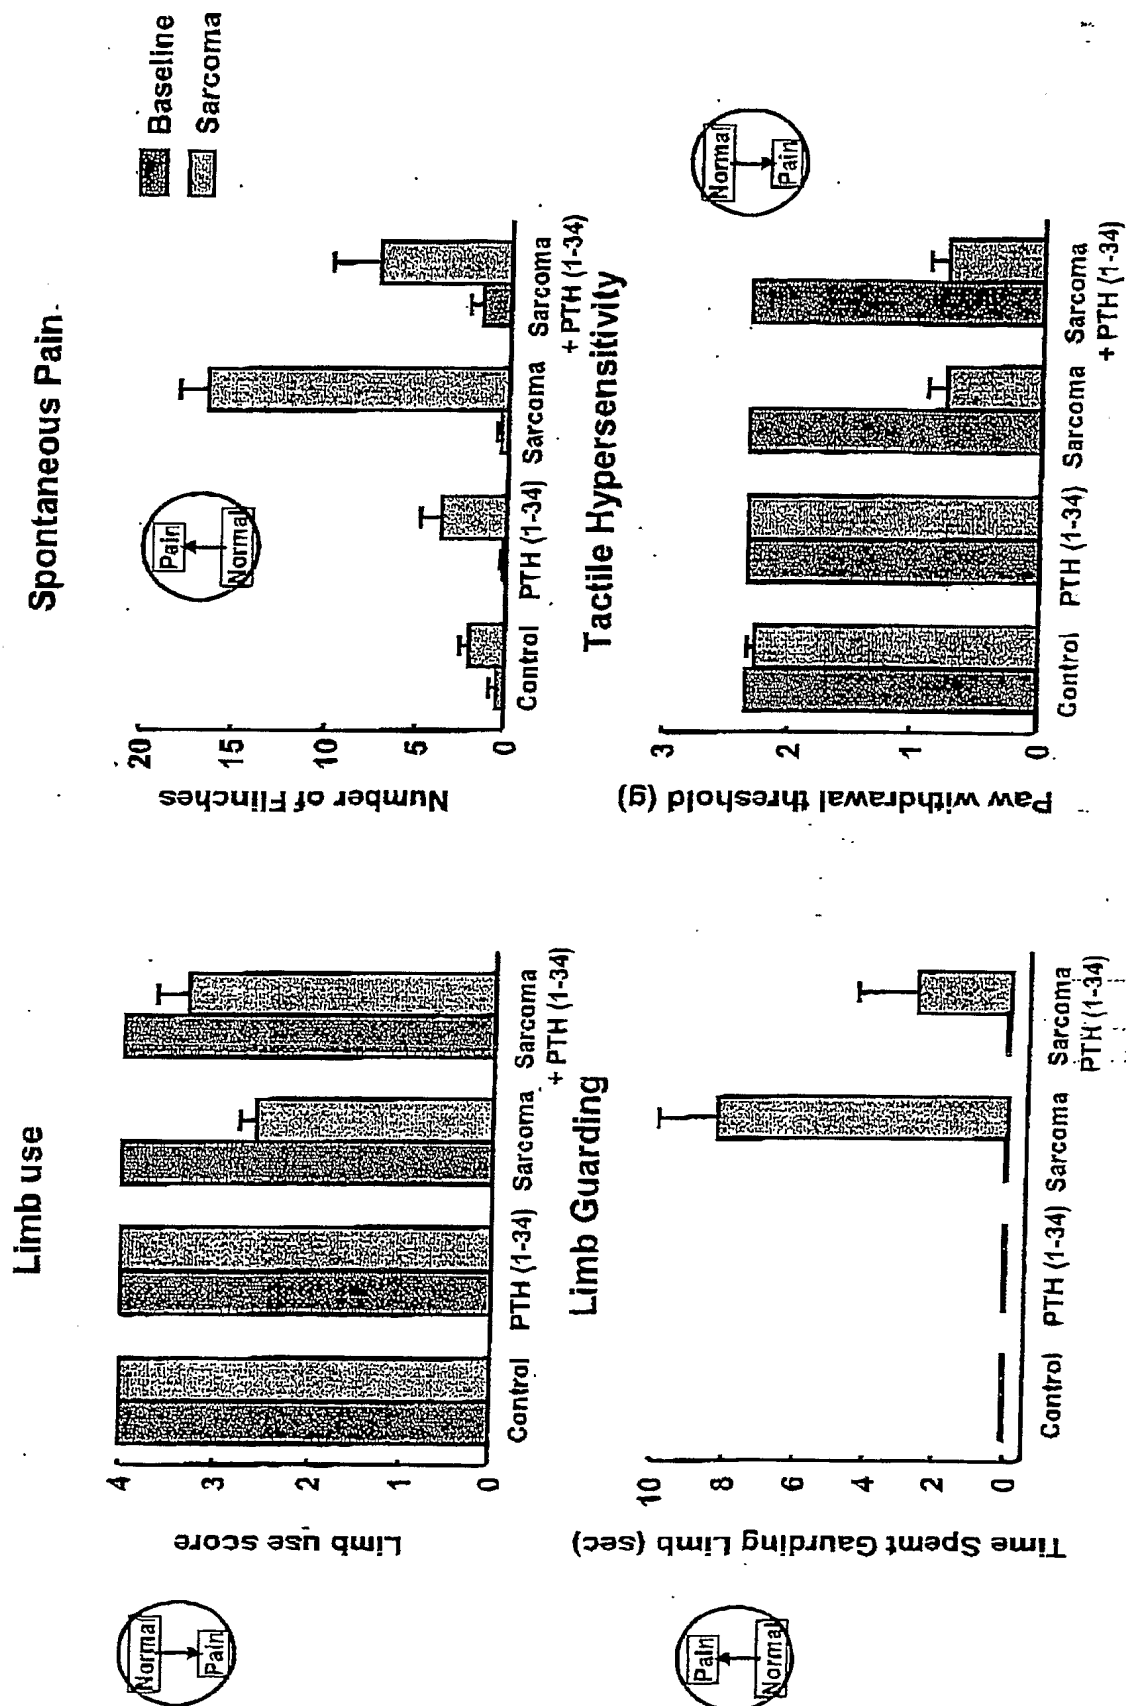 Limb use
Normal
Pain
Limb use score
4
3
2
1
0
Control PTH (1-34) Sarcoma Sarcoma
+ PTH (1-34)
Spontaneous Pain.
Baseline
Sarcoma
Pain
Normal
Number of Flinches
20
15
10
5
0
Control PTH (1-34) Sarcoma Sarcoma
+ PTH (1-34)
Limb Guarding
Pain
Normal
Time Spemt Gaurding Limb (sec)
10
8
6
4
2
0
Control PTH (1-34) Sarcoma Sarcoma
PTH (1-34)
Tactile Hypersensitivity
Normal
Pain
Paw withdrawal threshold (g)
3
2
1
0
Control PTH (1-34) Sarcoma Sarcoma
+ PTH (1-34)